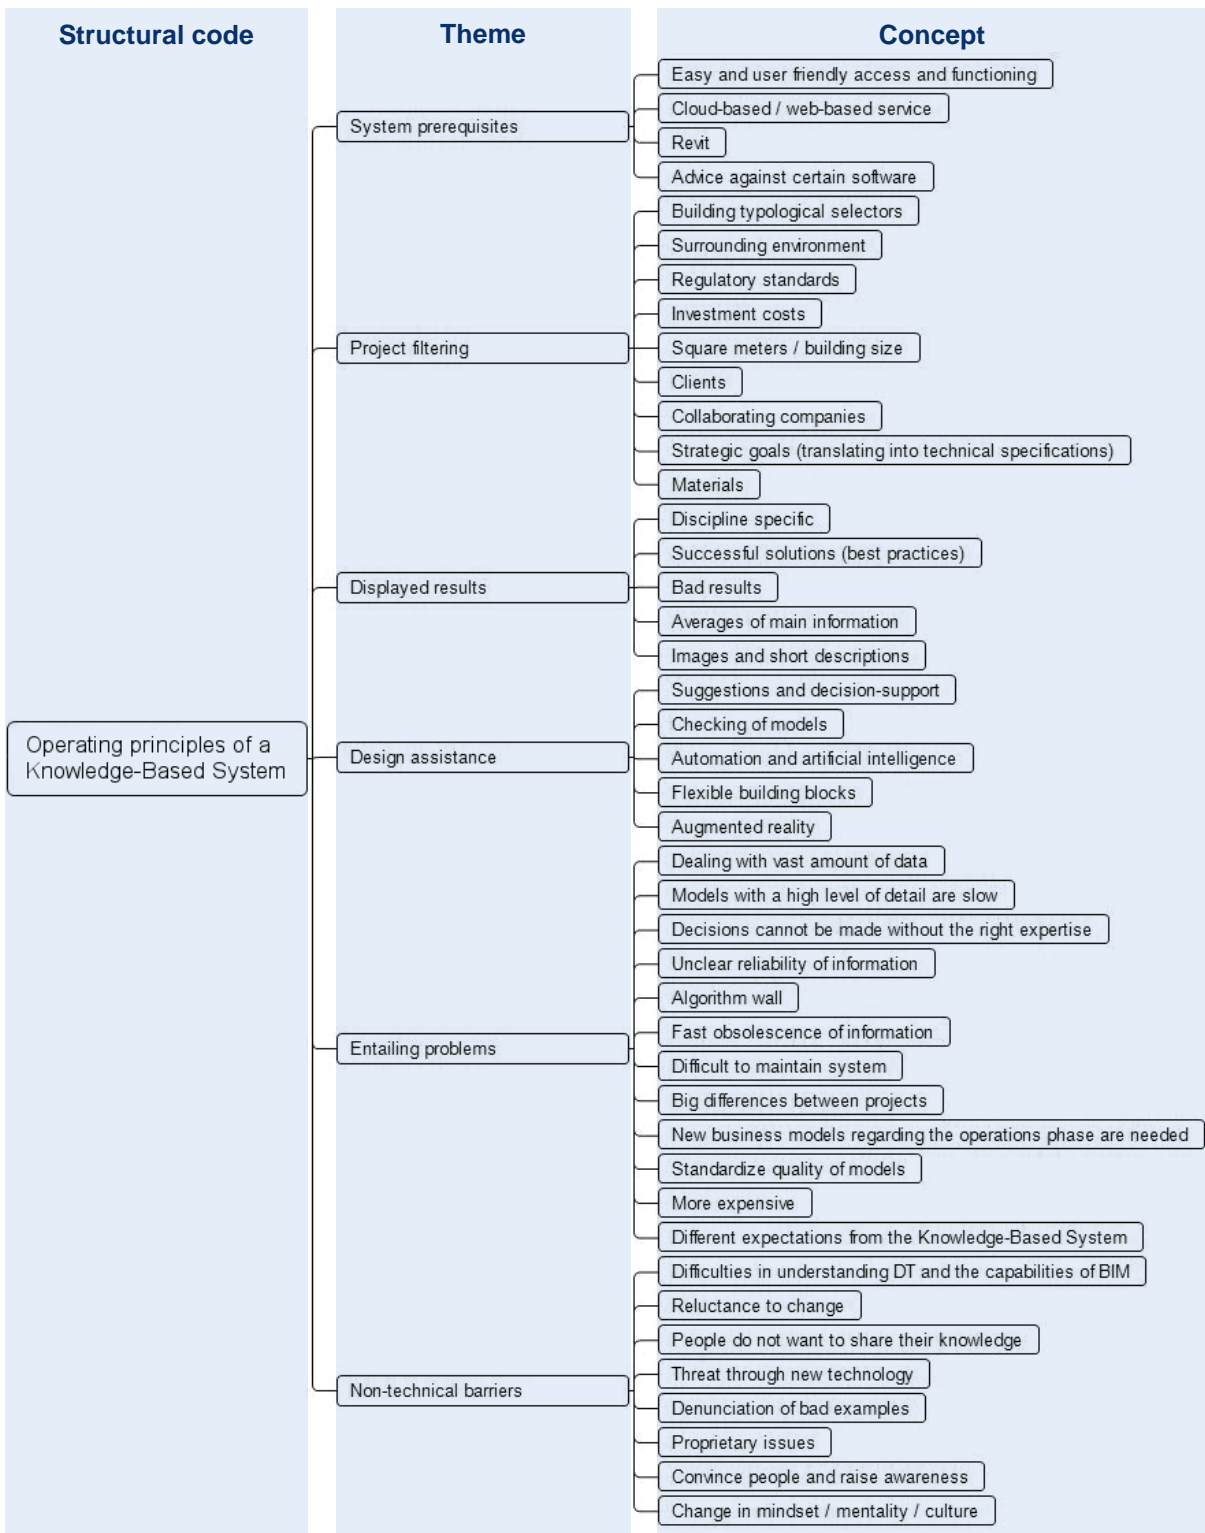 Structural code
Theme
Concept
Operating principles of a
Knowledge-Based System
System prerequisites
Easy and user friendly access and functioning
Cloud-based / web-based service
Revit
Advice against certain software
Project filtering
Building typological selectors
Surrounding environment
Regulatory standards
Investment costs
Square meters / building size
Clients
Collaborating companies
Strategic goals (translating into technical specifications)
Materials
Displayed results
Discipline specific
Successful solutions (best practices)
Bad results
Averages of main information
Images and short descriptions
Design assistance
Suggestions and decision-support
Checking of models
Automation and artificial intelligence
Flexible building blocks
Augmented reality
Entailing problems
Dealing with vast amount of data
Models with a high level of detail are slow
Decisions cannot be made without the right expertise
Unclear reliability of information
Algorithm wall
Fast obsolescence of information
Difficult to maintain system
Big differences between projects
New business models regarding the operations phase are needed
Standardize quality of models
More expensive
Different expectations from the Knowledge-Based System
Non-technical barriers
Difficulties in understanding DT and the capabilities of BIM
Reluctance to change
People do not want to share their knowledge
Threat through new technology
Denunciation of bad examples
Proprietary issues
Convince people and raise awareness
Change in mindset / mentality / culture